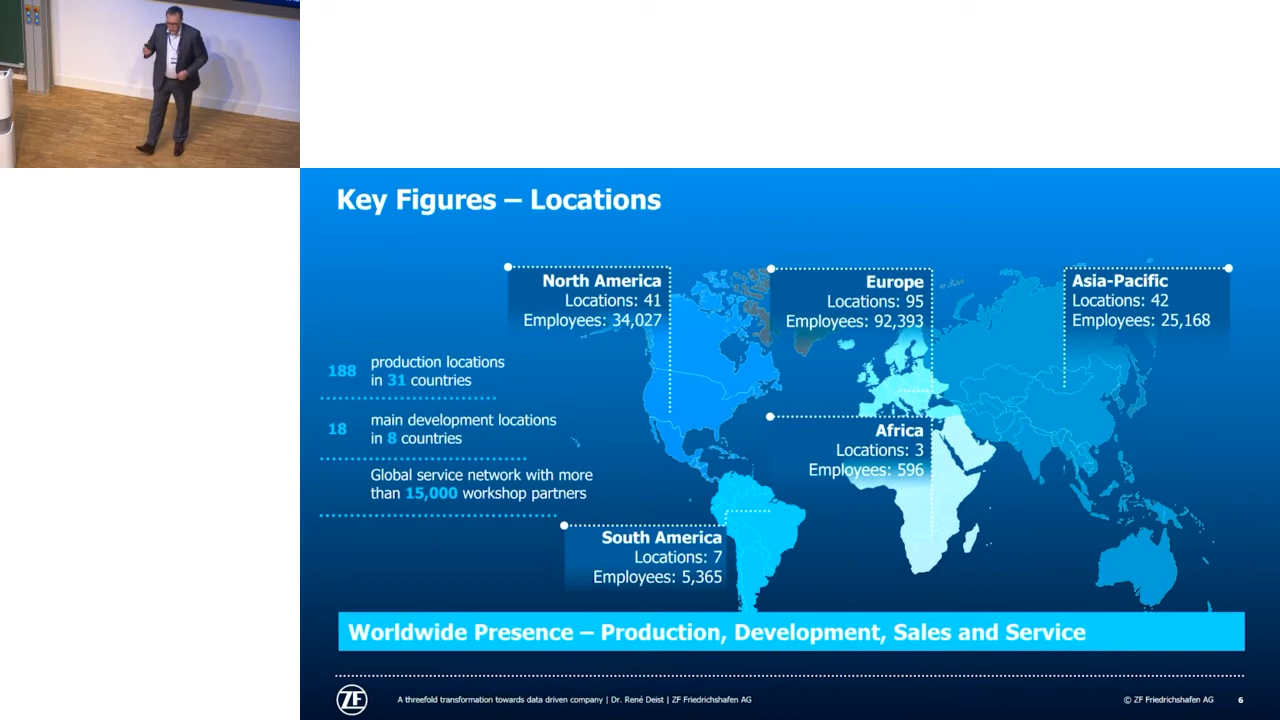 Key Figures – Locations
North America
Locations: 41
Employees: 34,027
Europe
Locations: 95
Employees: 92,393
Asia-Pacific
Locations: 42
Employees: 25,168
188 production locations
in 31 countries
18 main development locations
in 8 countries
Global service network with more
than 15,000 workshop partners
Africa
Locations: 3
Employees: 596
South America
Locations: 7
Employees: 5,365
Worldwide Presence – Production, Development, Sales and Service
ZF
A threefold transformation towards data driven company | Dr. René Deist | ZF Friedrichshafen AG
© ZF Friedrichshafen AG 6